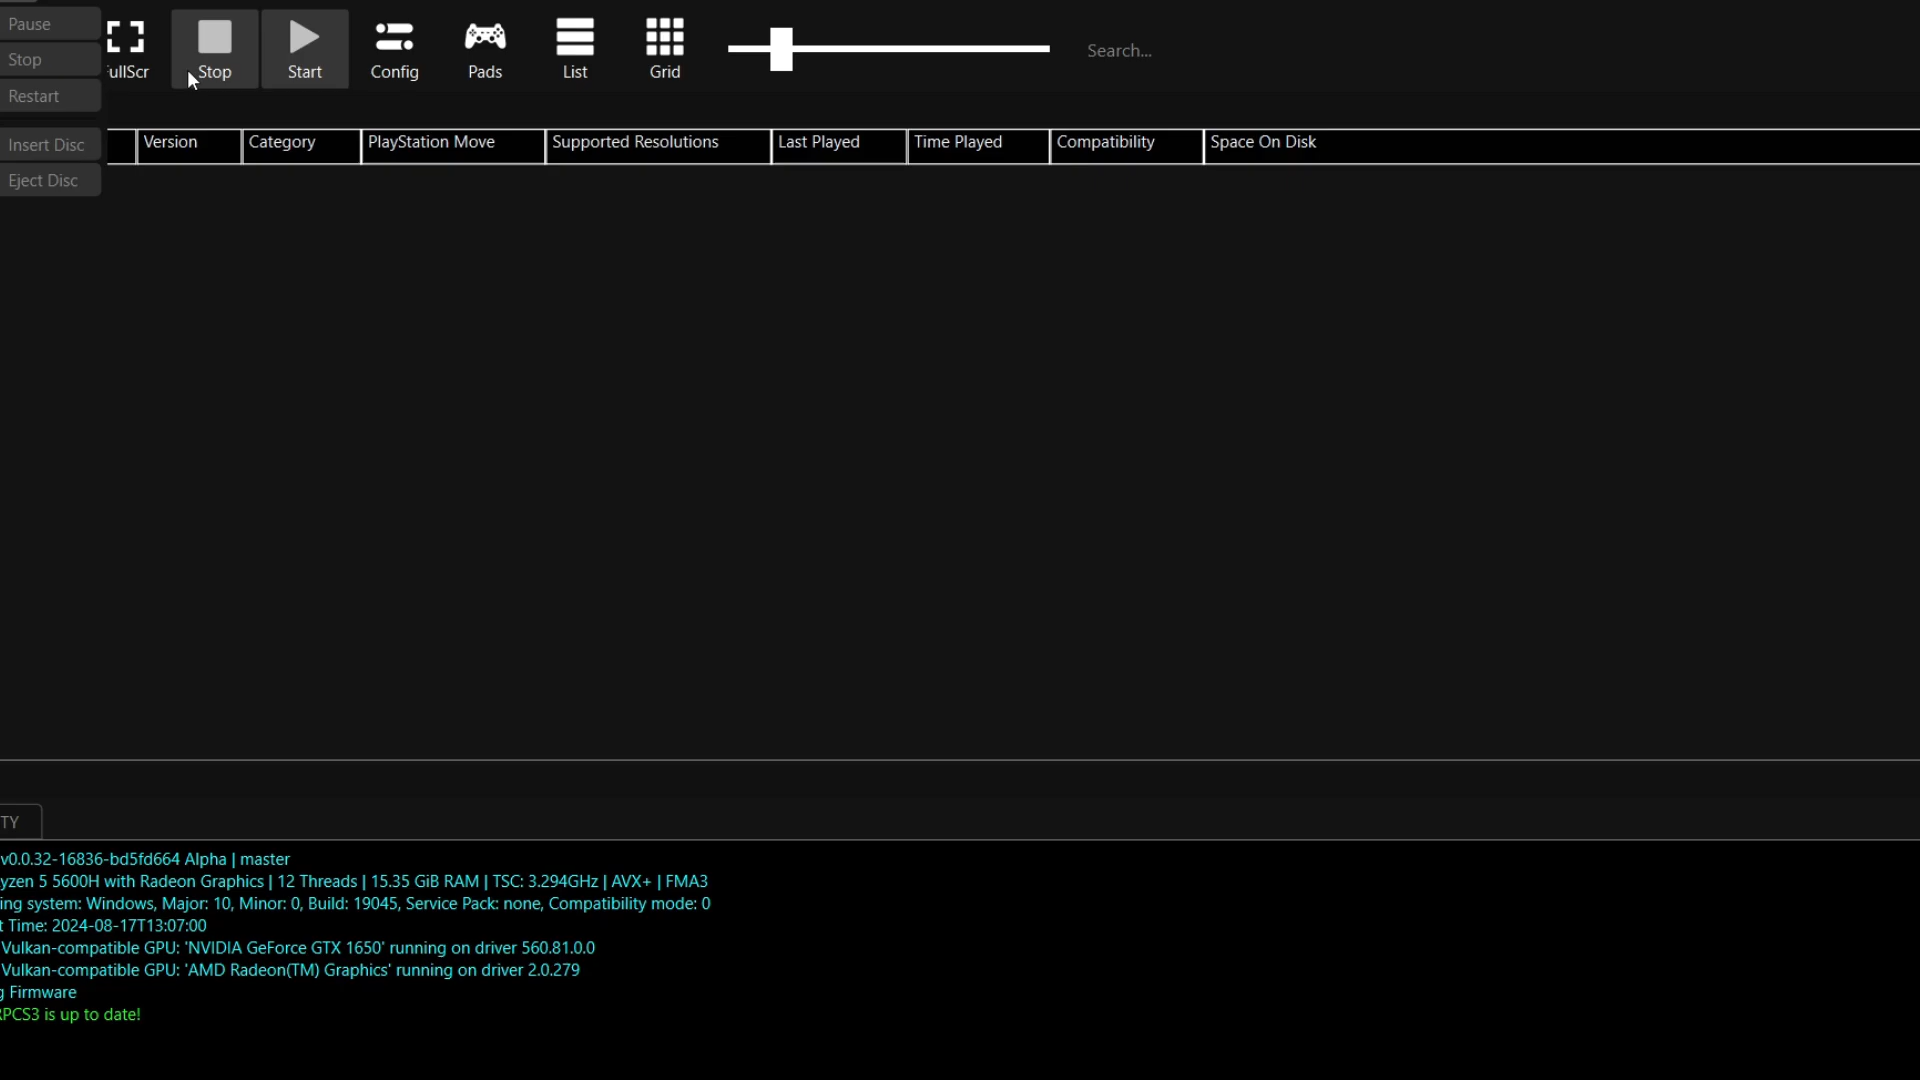 Pause
Stop
Restart
Insert Disc
Eject Disc
ullScr
Stop
Start
Config
Pads
List
Grid
Search...
Version
Category
PlayStation Move
Supported Resolutions
Last Played
Time Played
Compatibility
Space On Disk
TY
v0.0.32-16836-bd5fd664 Alpha | master
yzen 5 5600H with Radeon Graphics | 12 Threads | 15.35 GiB RAM | TSC: 3.294GHz | AVX+ | FMA3
ing system: Windows, Major: 10, Minor: 0, Build: 19045, Service Pack: none, Compatibility mode: 0
t Time: 2024-08-17T13:07:00
Vulkan-compatible GPU: 'NVIDIA GeForce GTX 1650' running on driver 560.81.0.0
Vulkan-compatible GPU: 'AMD Radeon(TM) Graphics' running on driver 2.0.279
g Firmware
RPCS3 is up to date!